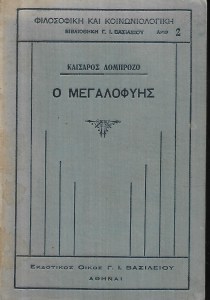 ΦΙΛΟΣΟΦΙΚΗ ΚΑΙ ΚΟΙΝΩΝΙΟΛΟΓΙΚΗ
ΒΙΒΛΙΟΘΗΚΗ Γ. Ι. ΒΑΣΙΛΕΙΟΥ 2
ΚΑΙΣΑΡΟΣ ΛΟΜΠΡΟΖΟ
Ο ΜΕΓΑΛΟΦΥΗΣ
ΕΚΔΟΤΙΚΟΣ ΟΙΚΟΣ Γ. Ι. ΒΑΣΙΛΕΙΟΥ
ΑΘΗΝΑΙ